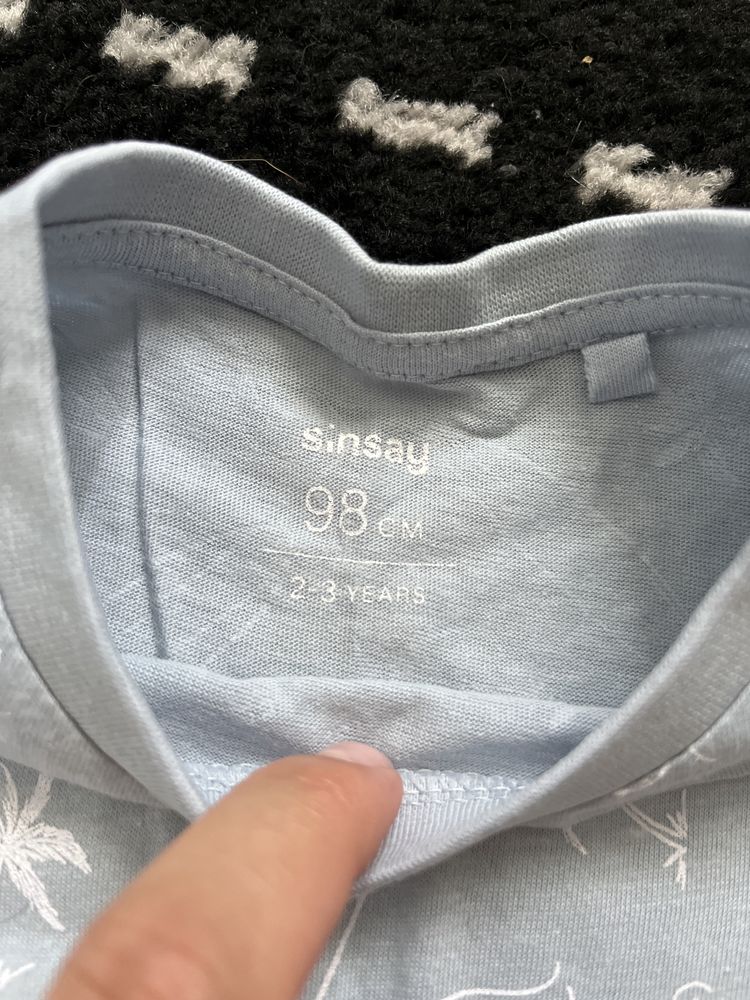 sinsay
98 CM
2-3 YEARS